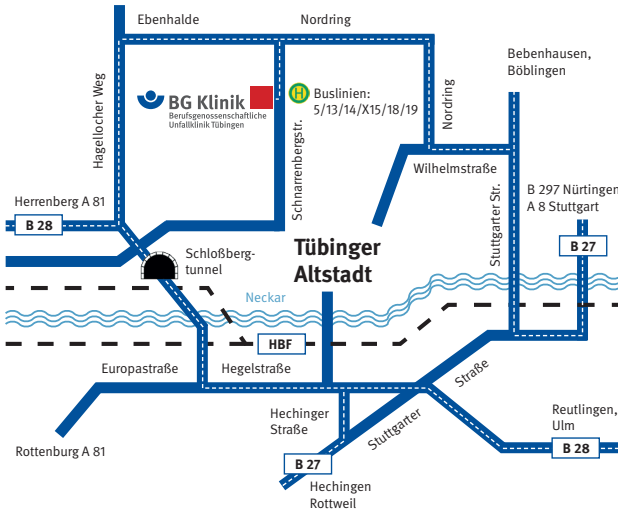 Ebenhalde
Nordring
Bebenhausen,
Böblingen
Hagellocher Weg
BG Klinik
Berufsgenossenschaftliche
Unfallklinik Tübingen
H
Buslinien:
5/13/14/X15/18/19
Schnarrenbergstr.
Nordring
Wilhelmstraße
Herrenberg A 81
B 28
Stuttgarter Str.
B 297 Nürtingen
A 8 Stuttgart
B 27
Schloßberg-
tunnel
Tübinger
Altstadt
Neckar
HBF
Europastraße
Hegelstraße
Stuttgarter
Straße
Hechinger
Straße
Rottenburg A 81
B 27
Hechingen
Rottweil
Reutlingen,
Ulm
B 28